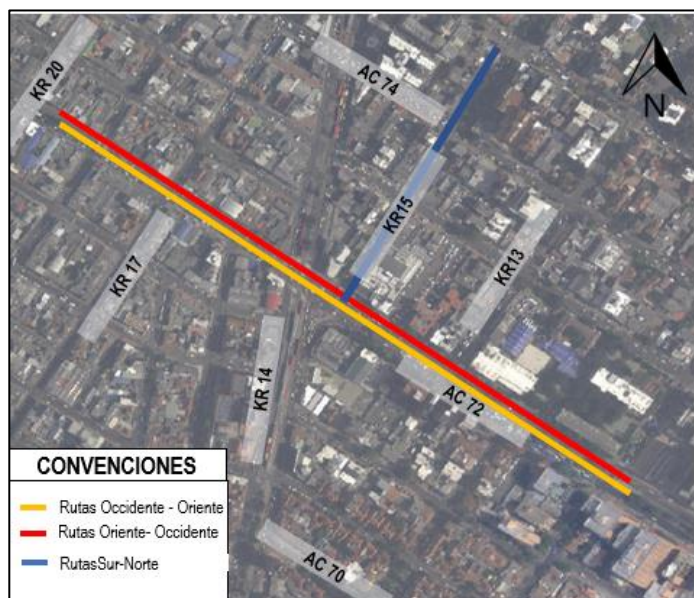 KR 20
AC 74
N
KR15
KR13
KR 17
KR 14
AC 72
CONVENCIONES
Rutas Occidente - Oriente
Rutas Oriente- Occidente
RutasSur-Norte
AC 70